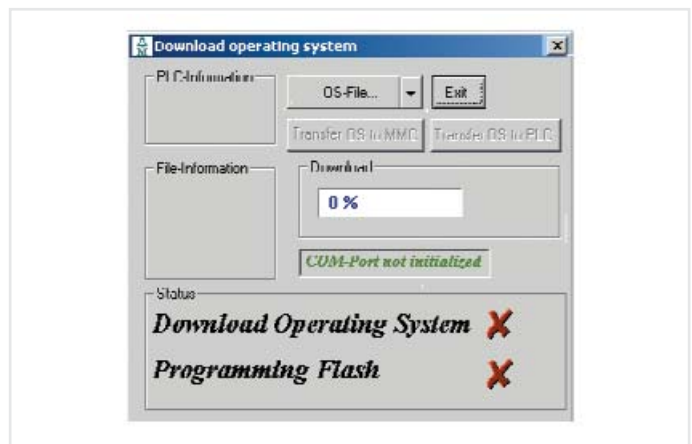 Download operating system
PLC-Information
OS-File...
Exit
Transfer OS to MMC
Transfer OS to PLC
File-Information
Download
0 %
COM-Port not initialized
Status
Download Operating System
Programming Flash